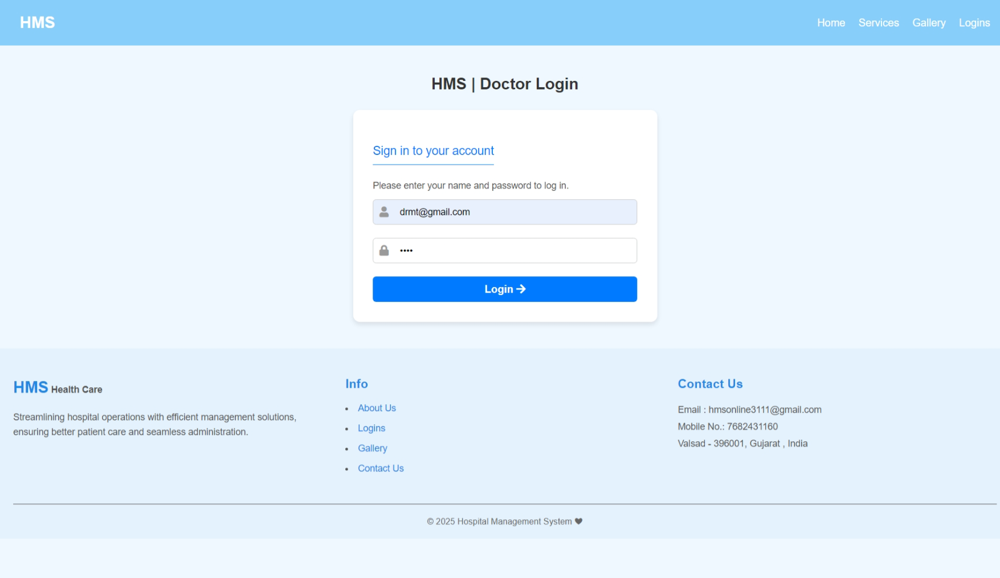 HMS
Home Services Gallery Logins
HMS | Doctor Login
Sign in to your account
Please enter your name and password to log in.
drmt@gmail.com
••••
Login
HMS Health Care
Streamlining hospital operations with efficient management solutions,
ensuring better patient care and seamless administration.
Info
About Us
Logins
Gallery
Contact Us
Contact Us
Email : hmsonline3111@gmail.com
Mobile No.: 7682431160
Valsad - 396001, Gujarat , India
© 2025 Hospital Management System